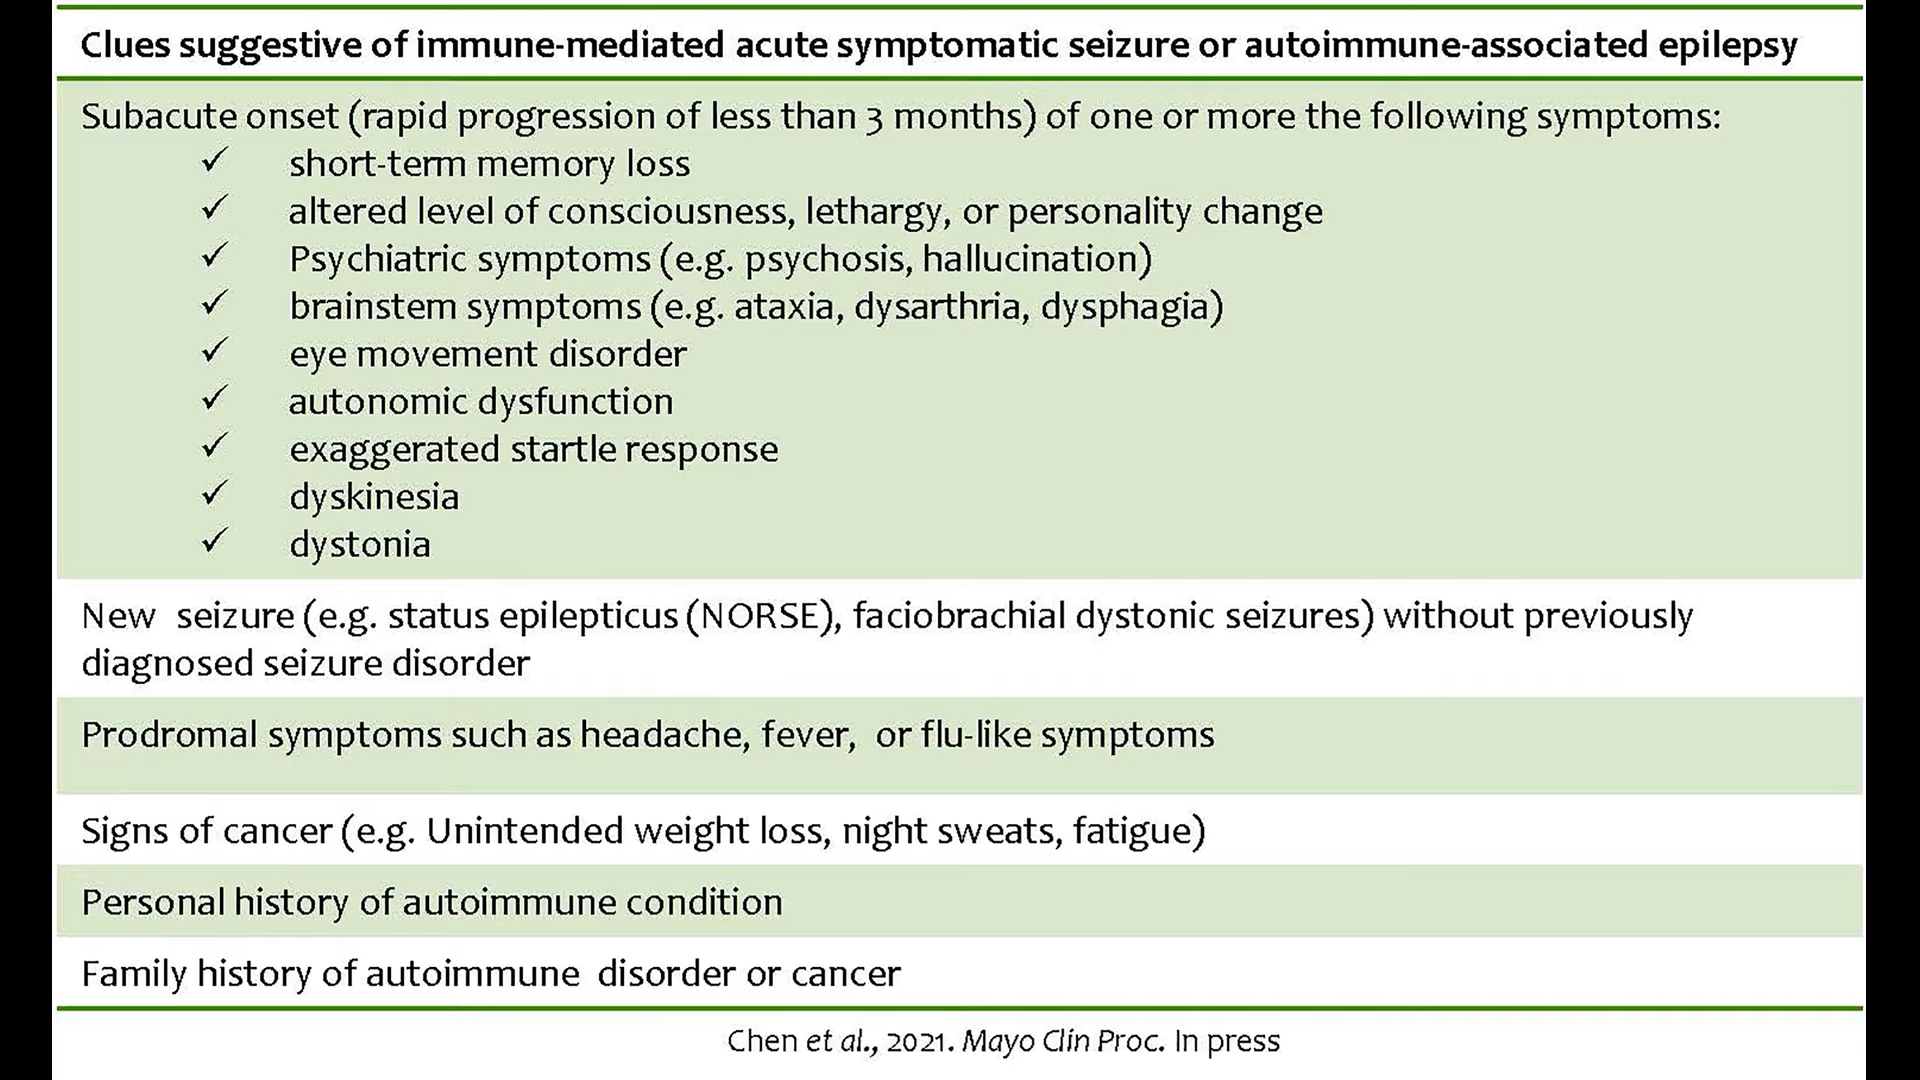 Clues suggestive of immune-mediated acute symptomatic seizure or autoimmune-associated epilepsy
Subacute onset (rapid progression of less than 3 months) of one or more the following symptoms:
✓ short-term memory loss
✓ altered level of consciousness, lethargy, or personality change
✓ Psychiatric symptoms (e.g. psychosis, hallucination)
✓ brainstem symptoms (e.g. ataxia, dysarthria, dysphagia)
✓ eye movement disorder
✓ autonomic dysfunction
✓ exaggerated startle response
✓ dyskinesia
✓ dystonia
New seizure (e.g. status epilepticus (NORSE), faciobrachial dystonic seizures) without previously
diagnosed seizure disorder
Prodromal symptoms such as headache, fever, or flu-like symptoms
Signs of cancer (e.g. Unintended weight loss, night sweats, fatigue)
Personal history of autoimmune condition
Family history of autoimmune disorder or cancer
Chen et al., 2021. Mayo Clin Proc. In press